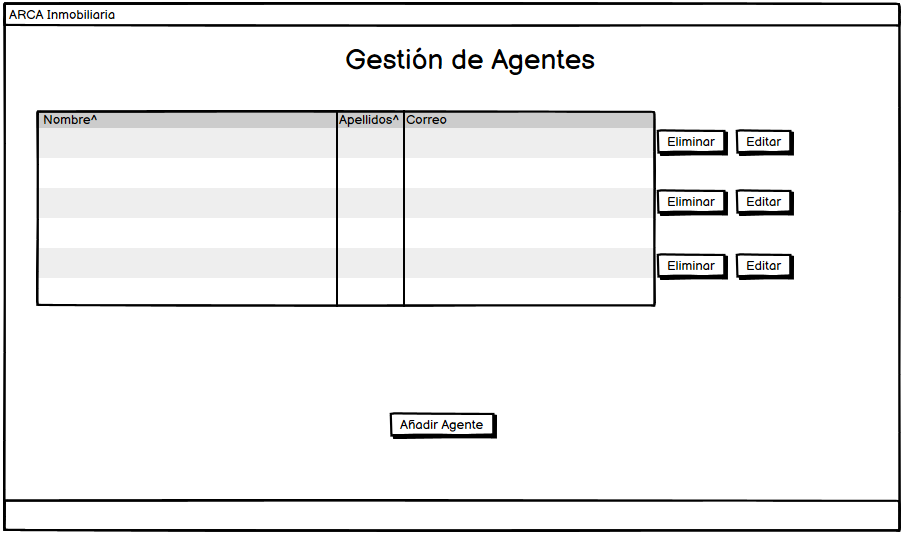 ARCA Inmobiliaria
Gestión de Agentes
Nombre^ Apellidos^ Correo
Eliminar Editar
Eliminar Editar
Eliminar Editar
Añadir Agente